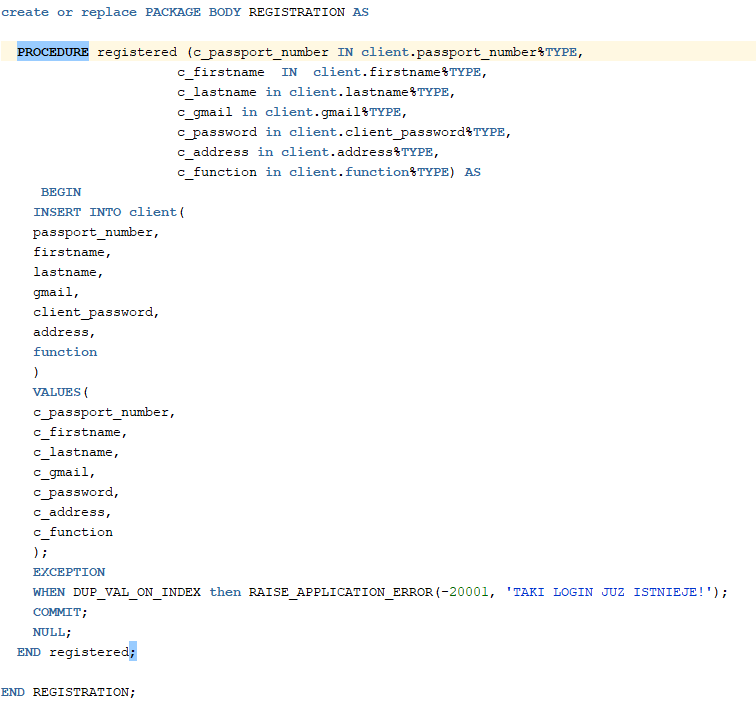 create or replace PACKAGE BODY REGISTRATION AS
PROCEDURE registered (c_passport_number IN client.passport_number%TYPE,
c_firstname  IN  client.firstname%TYPE,
c_lastname in client.lastname%TYPE,
c_gmail in client.gmail%TYPE,
c_password in client.client_password%TYPE,
c_address in client.address%TYPE,
c_function in client.function%TYPE) AS
BEGIN
INSERT INTO client(
passport_number,
firstname,
lastname,
gmail,
client_password,
address,
function
)
VALUES(
c_passport_number,
c_firstname,
c_lastname,
c_gmail,
c_password,
c_address,
c_function
);
EXCEPTION
WHEN DUP_VAL_ON_INDEX then RAISE_APPLICATION_ERROR(-20001, 'TAKI LOGIN JUZ ISTNIEJE!');
COMMIT;
NULL;
END registered;
END REGISTRATION;